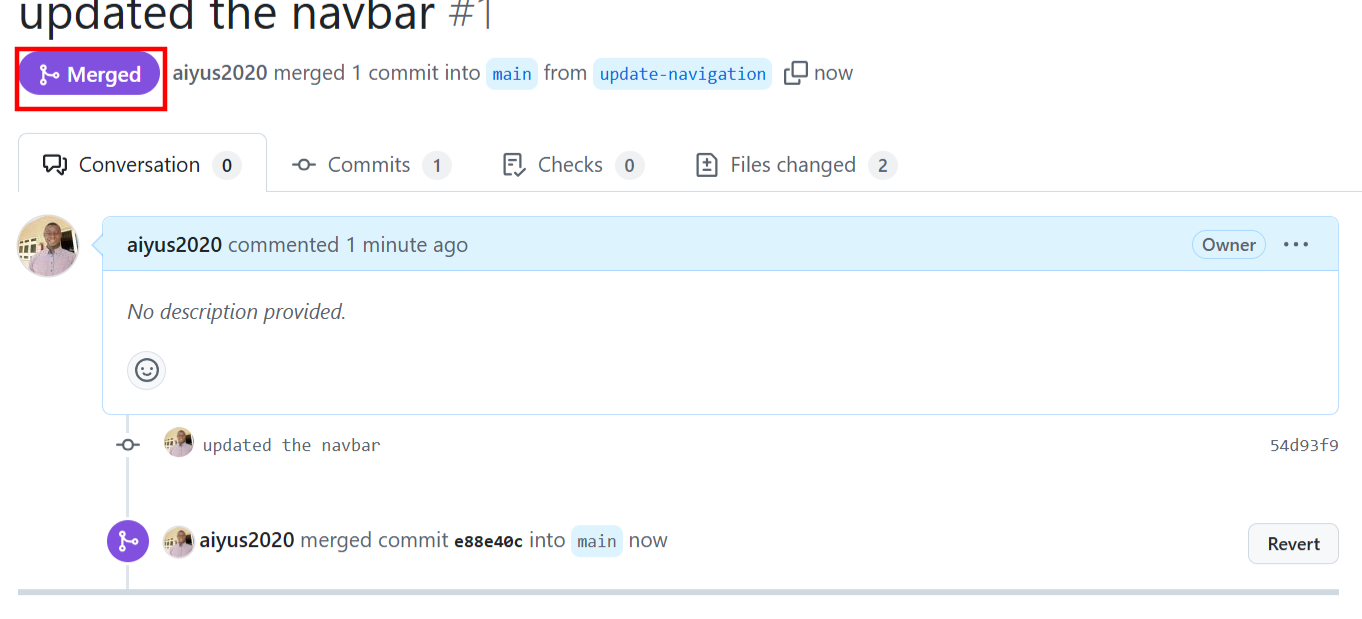 updated the navbar #1
Merged aiyus2020 merged 1 commit into main from update-navigation now
Conversation 0 Commits 1 Checks 0 Files changed 2
aiyus2020 commented 1 minute ago Owner
No description provided.
updated the navbar 54d93f9
aiyus2020 merged commit e88e40c into main now Revert